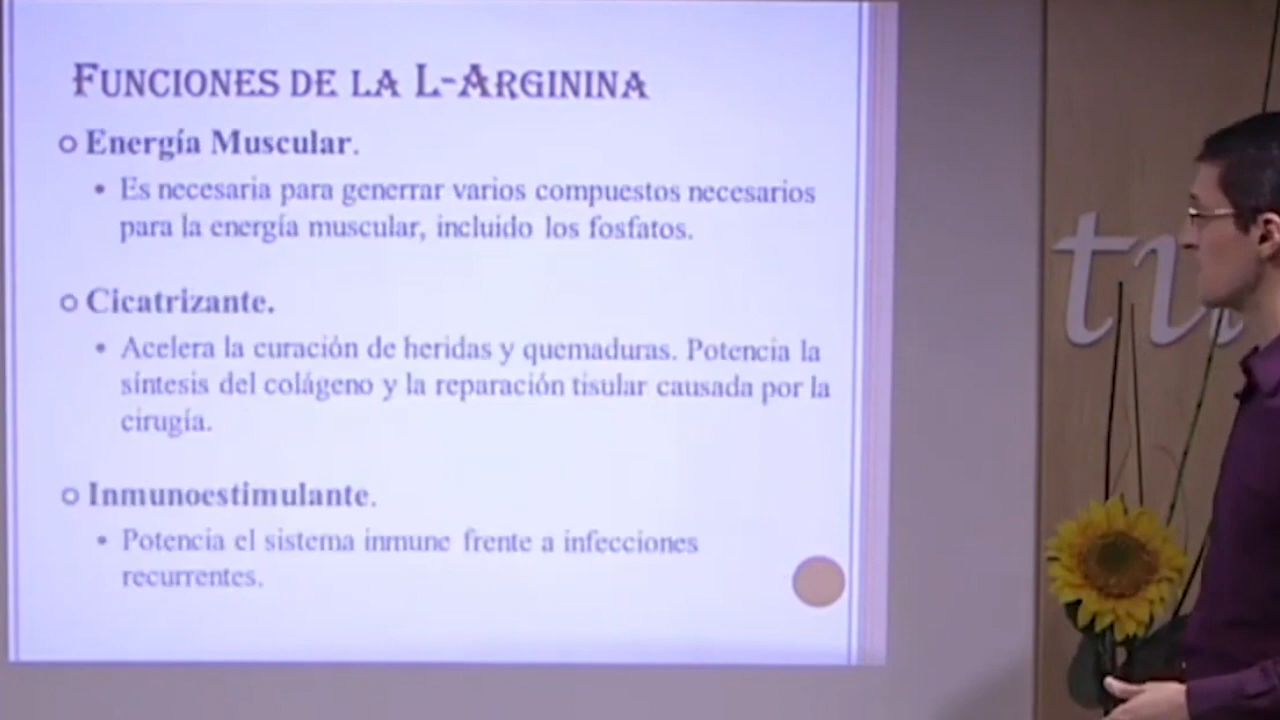 FUNCIONES DE LA L-ARGININA
Energía Muscular.
Es necesaria para generrar varios compuestos necesarios
para la energía muscular, incluido los fosfatos.
Cicatrizante.
Acelera la curación de heridas y quemaduras. Potencia la
síntesis del colágeno y la reparación tisular causada por la
cirugía.
Inmunoestimulante.
Potencia el sistema inmune frente a infecciones
recurrentes.
tu